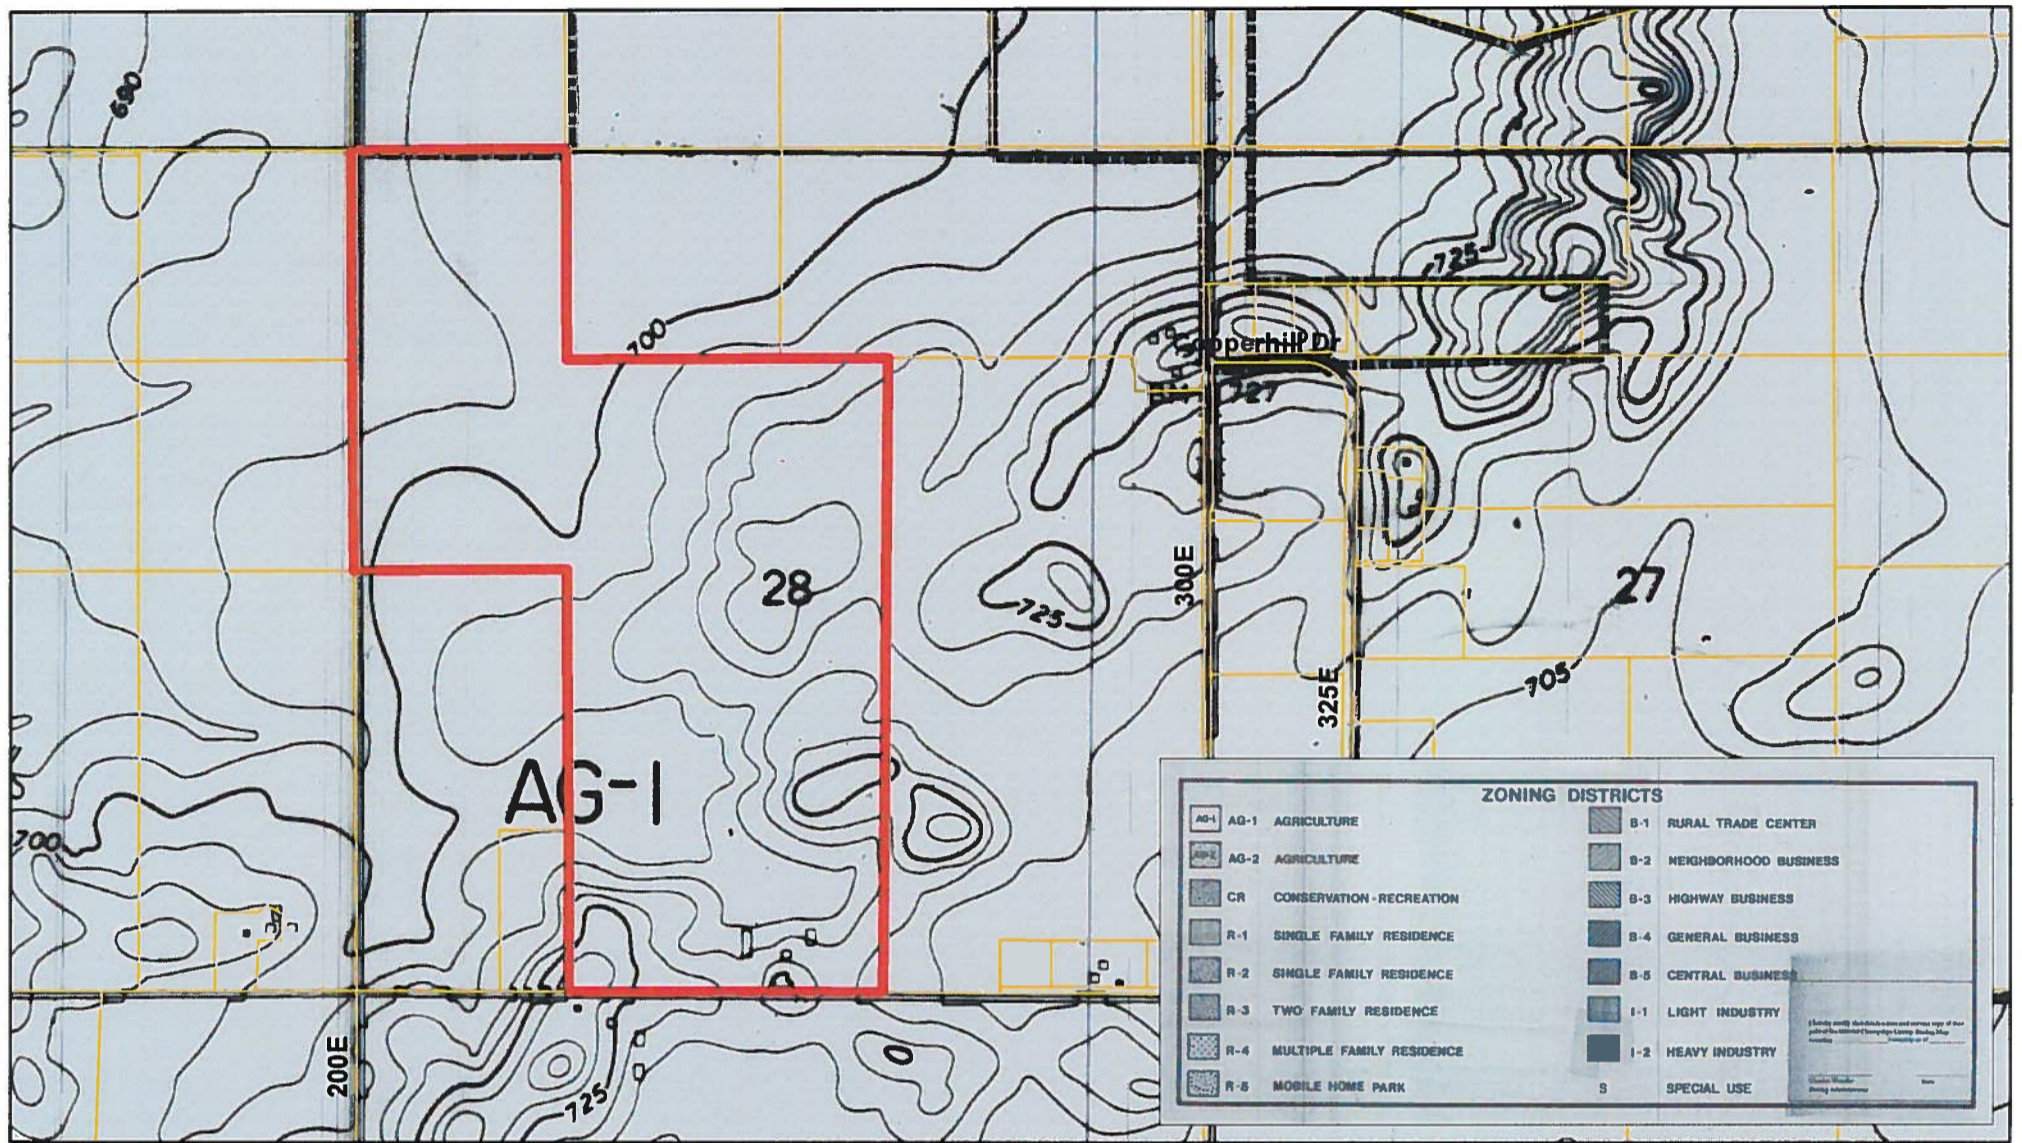 690
700
725
Copperhill Dr
727
28
725
300E
27
325E
705
AG-1
700
200E
725
ZONING DISTRICTS
AG-1 AG-1 AGRICULTURE
AG-2 AGRICULTURE
CR CONSERVATION-RECREATION
R-1 SINGLE FAMILY RESIDENCE
R-2 SINGLE FAMILY RESIDENCE
R-3 TWO FAMILY RESIDENCE
R-4 MULTIPLE FAMILY RESIDENCE
R-5 MOBILE HOME PARK
B-1 RURAL TRADE CENTER
B-2 NEIGHBORHOOD BUSINESS
B-3 HIGHWAY BUSINESS
B-4 GENERAL BUSINESS
B-5 CENTRAL BUSINESS
I-1 LIGHT INDUSTRY
I-2 HEAVY INDUSTRY
S SPECIAL USE